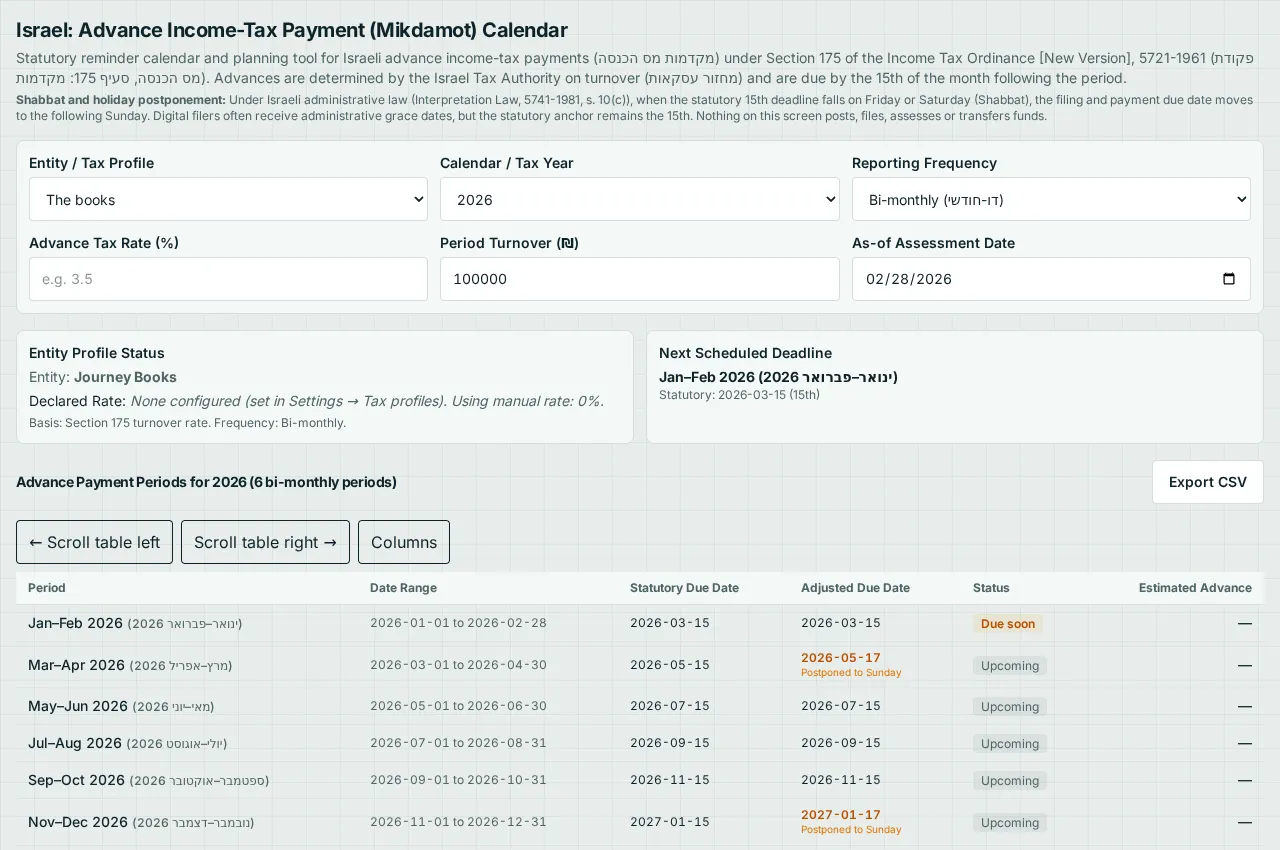 Israel: Advance Income-Tax Payment (Mikdamot) Calendar
Statutory reminder calendar and planning tool for Israeli advance income-tax payments (מקדמות מס הכנסה) under Section 175 of the Income Tax Ordinance [New Version], 5721-1961 (פקודת
מס הכנסה, סעיף 175: מקדמות). Advances are determined by the Israel Tax Authority on turnover (מחזור עסקאות) and are due by the 15th of the month following the period.
Shabbat and holiday postponement: Under Israeli administrative law (Interpretation Law, 5741-1981, s. 10(c)), when the statutory 15th deadline falls on Friday or Saturday (Shabbat), the filing and payment due date moves
to the following Sunday. Digital filers often receive administrative grace dates, but the statutory anchor remains the 15th. Nothing on this screen posts, files, assesses or transfers funds.
Entity / Tax Profile Calendar / Tax Year Reporting Frequency
The books 2026 Bi-monthly (דו-חודשי)
Advance Tax Rate (%) Period Turnover (₪) As-of Assessment Date
e.g. 3.5 100000 02/28/2026
Entity Profile Status
Entity: Journey Books
Declared Rate: None configured (set in Settings → Tax profiles). Using manual rate: 0%.
Basis: Section 175 turnover rate. Frequency: Bi-monthly.
Next Scheduled Deadline
Jan–Feb 2026 (ינואר–פברואר 2026)
Statutory: 2026-03-15 (15th)
Advance Payment Periods for 2026 (6 bi-monthly periods) Export CSV
← Scroll table left Scroll table right → Columns
Period Date Range Statutory Due Date Adjusted Due Date Status Estimated Advance
Jan–Feb 2026 (ינואר–פברואר 2026) 2026-01-01 to 2026-02-28 2026-03-15 2026-03-15 Due soon —
Mar–Apr 2026 (מרץ–אפריל 2026) 2026-03-01 to 2026-04-30 2026-05-15 2026-05-17 Upcoming —
Postponed to Sunday
May–Jun 2026 (מאי–יוני 2026) 2026-05-01 to 2026-06-30 2026-07-15 2026-07-15 Upcoming —
Jul–Aug 2026 (יולי–אוגוסט 2026) 2026-07-01 to 2026-08-31 2026-09-15 2026-09-15 Upcoming —
Sep–Oct 2026 (ספטמבר–אוקטובר 2026) 2026-09-01 to 2026-10-31 2026-11-15 2026-11-15 Upcoming —
Nov–Dec 2026 (נובמבר–דצמבר 2026) 2026-11-01 to 2026-12-31 2027-01-15 2027-01-17 Upcoming —
Postponed to Sunday